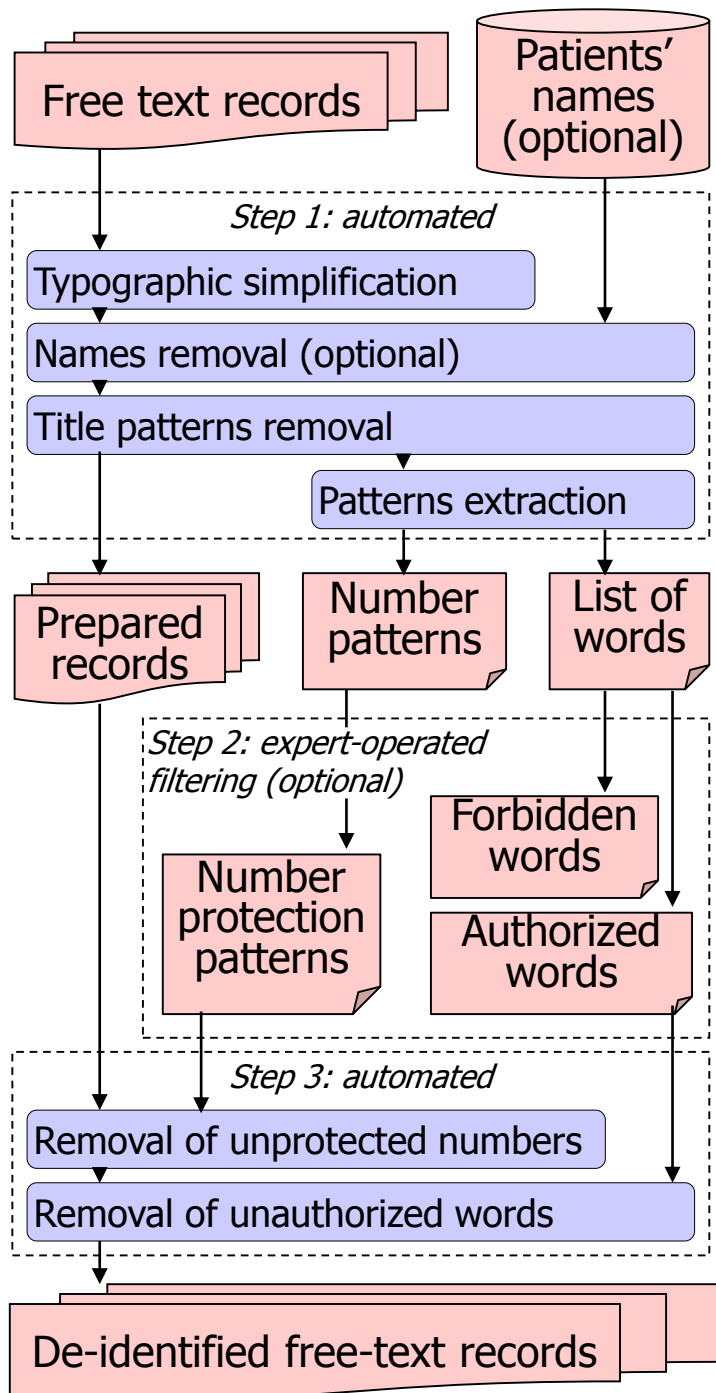 Free text records
Patients’
names
(optional)
Step 1: automated
Typographic simplification
Names removal (optional)
Title patterns removal
Patterns extraction
Prepared
records
Number
patterns
List of
words
Step 2: expert-operated
filtering (optional)
Forbidden
words
Number
protection
patterns
Authorized
words
Step 3: automated
Removal of unprotected numbers
Removal of unauthorized words
De-identified free-text records